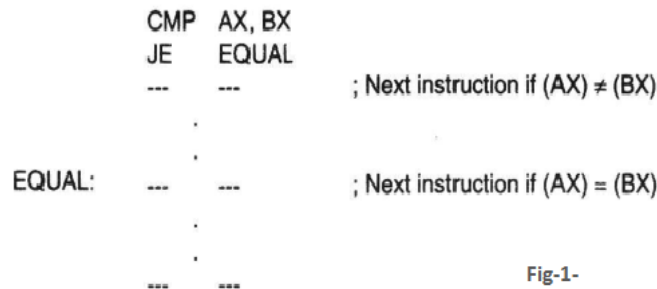 CMP AX, BX
JE EQUAL
--- --- ; Next instruction if (AX) ≠ (BX)
.
.
EQUAL: --- --- ; Next instruction if (AX) = (BX)
.
.
--- ---
Fig-1-